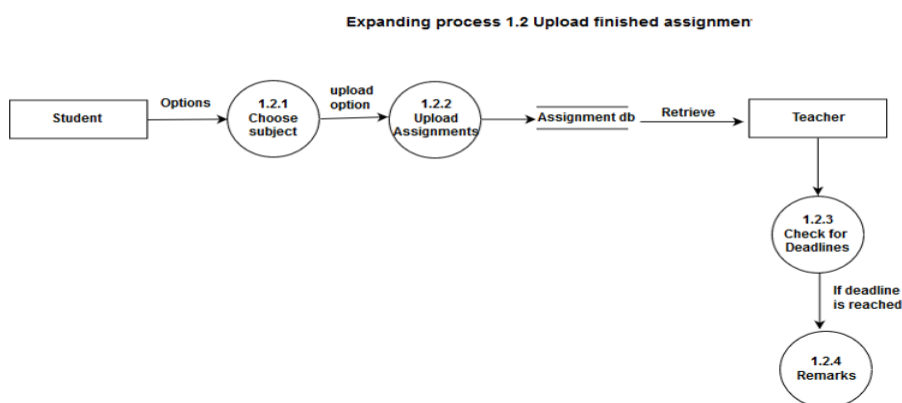 Expanding process 1.2 Upload finished assignmen
Student
Options
1.2.1
Choose
subject
upload
option
1.2.2
Upload
Assignments
Assignment db
Retrieve
Teacher
1.2.3
Check for
Deadlines
If deadline
is reached
1.2.4
Remarks